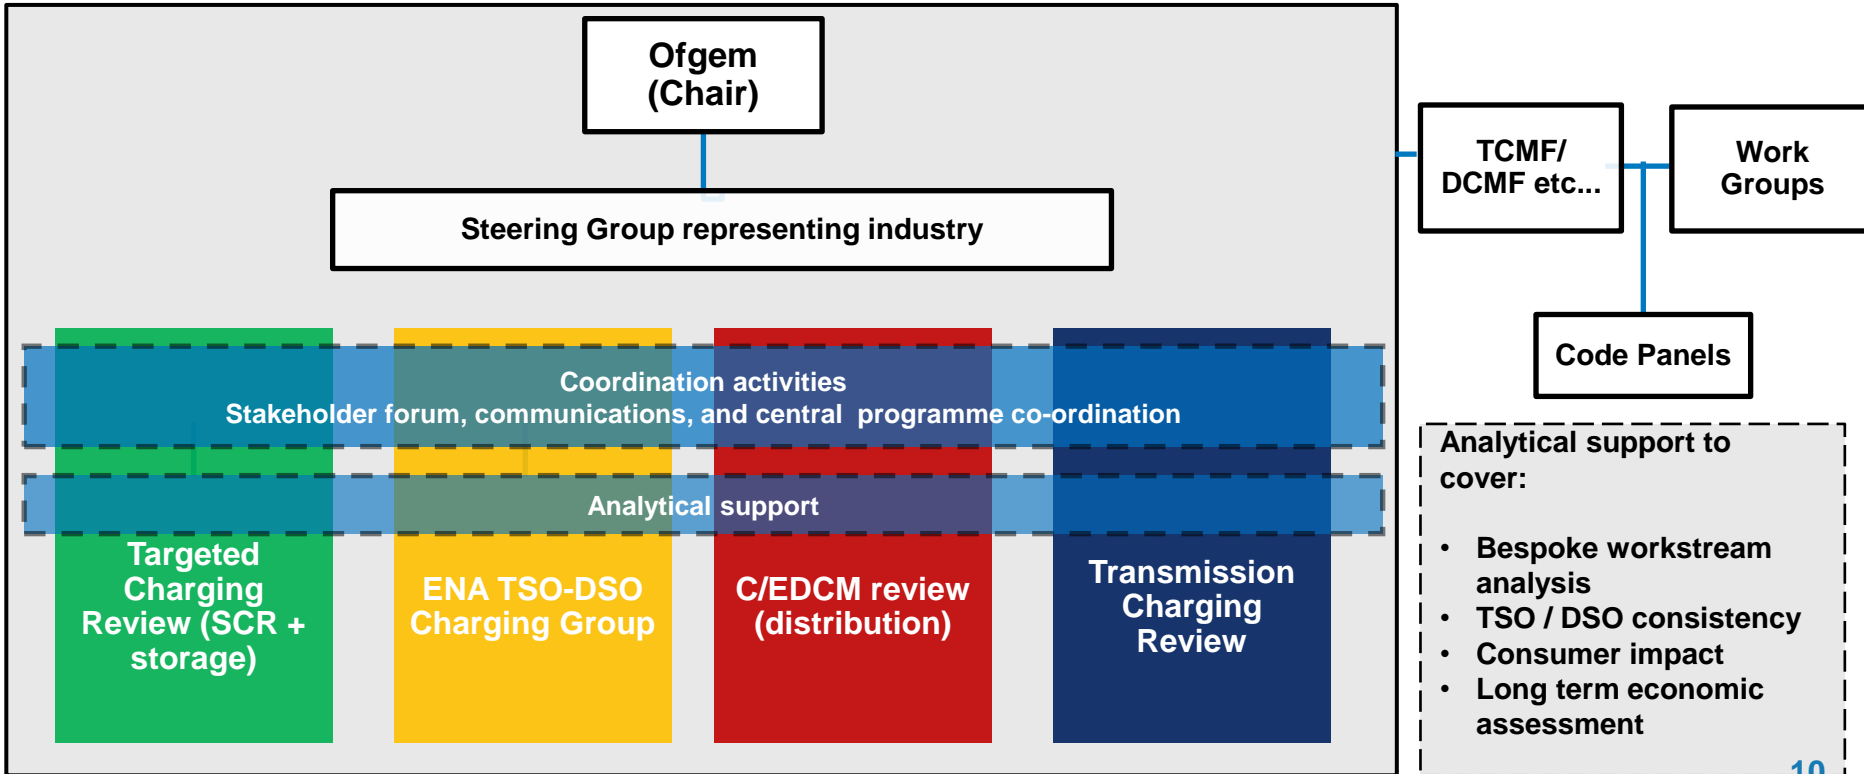 Ofgem
(Chair)
Steering Group representing industry
TCMF/
DCMF etc...
Work
Groups
Code Panels
Coordination activities
Stakeholder forum, communications, and central  programme co-ordination
Analytical support
Targeted
Charging
Review (SCR +
storage)
ENA TSO-DSO
Charging Group
C/EDCM review
(distribution)
Transmission
Charging
Review
Analytical support to
cover:
• Bespoke workstream
analysis
• TSO / DSO consistency
• Consumer impact
• Long term economic
assessment
10